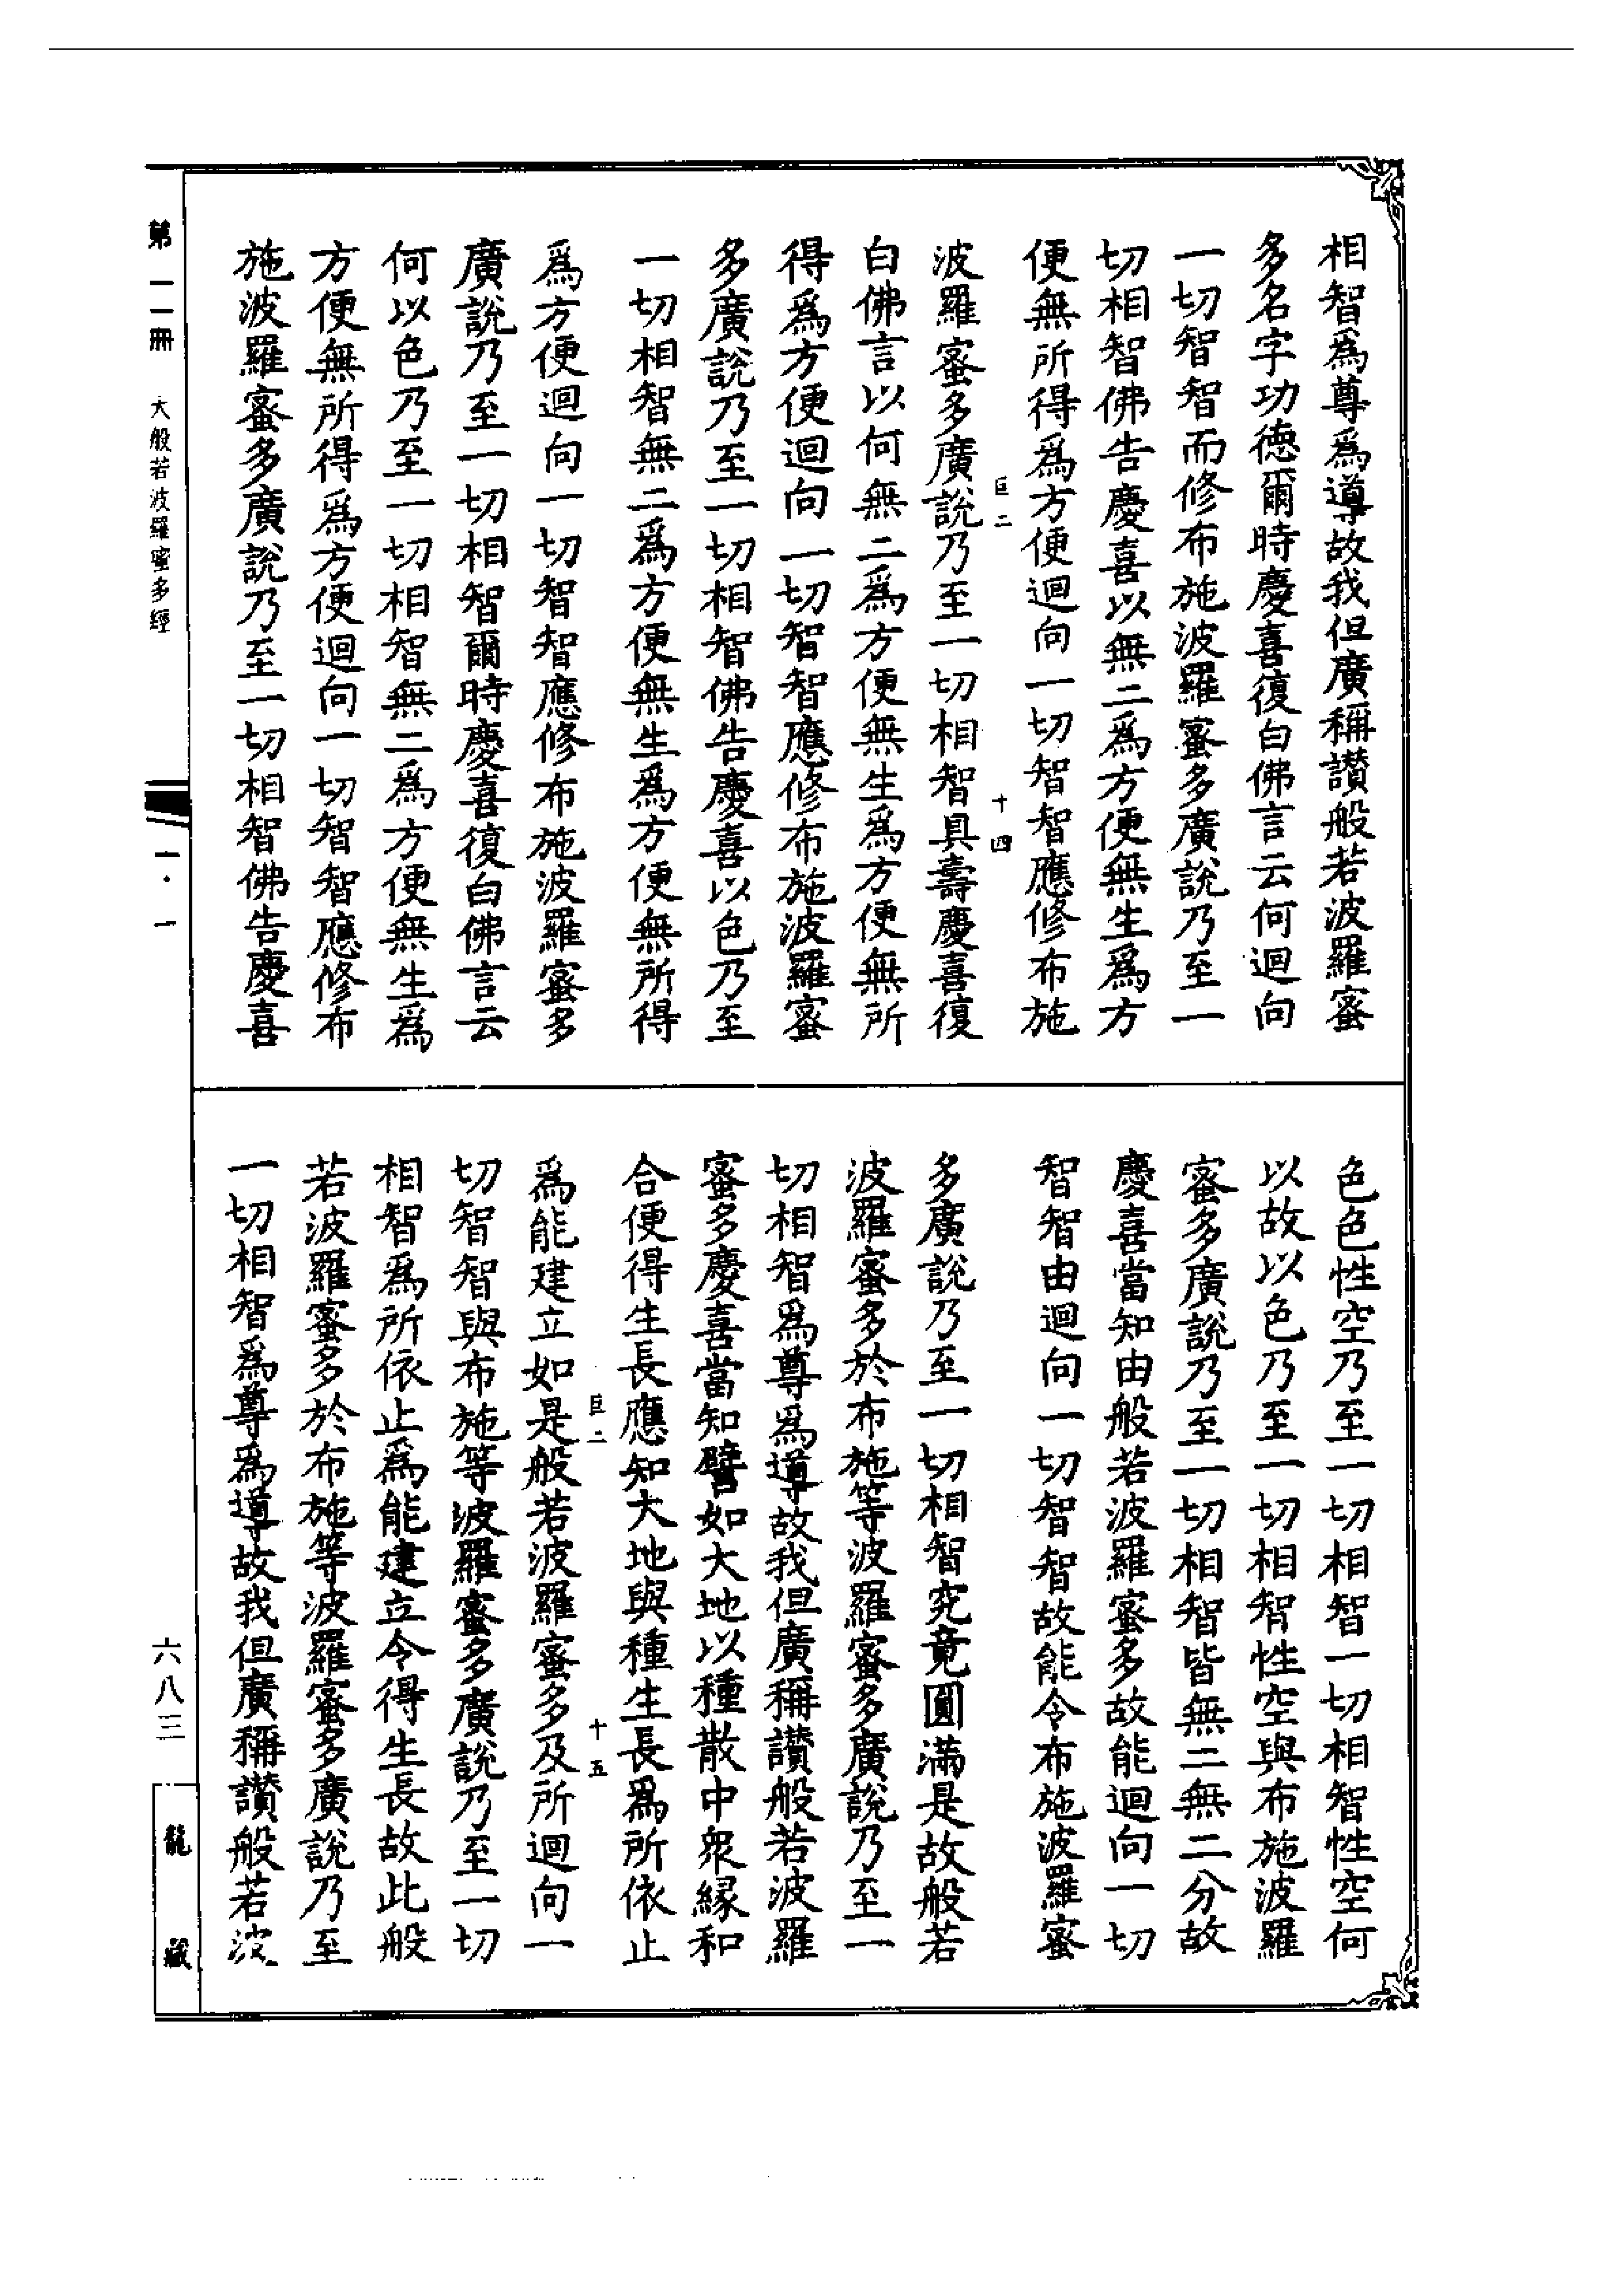 相智爲尊爲導故我但廣稱讃般若波羅蜜
多名字功徳爾時慶喜復白佛言云何迴向
一切智智而修布施波羅蜜多廣說乃至一
切相智佛告慶喜以無二爲方便無生爲方
便無所得爲方便迴向一切智智應修布施
波羅蜜多廣說乃至一切相智具壽慶喜復
白佛言以何無二爲方便無生爲方便無所
得爲方便迴向一切智智應修布施波羅蜜
多廣說乃至一切相智佛告慶喜以色乃至
一切相智無二爲方便無生爲方便無所得
爲方便迴向一切智智應修布施波羅蜜多
廣說乃至一切相智爾時慶喜復白佛言云
何以色乃至一切相智無二爲方便無生爲
方便無所得爲方便迴向一切智智應修布
施波羅蜜多廣說乃至一切相智佛告慶喜
色色性空乃至一切相智一切相智性空何
以故以色乃至一切相智性空與布施波羅
蜜多廣說乃至一切相智皆無二無二分故
慶喜當知由般若波羅蜜多故能迴向一切
智智由迴向一切智智故能令布施波羅蜜
多廣說乃至一切相智究竟圓滿是故般若
波羅蜜多於布施等波羅蜜多廣說乃至一
切相智爲尊爲導故我但廣稱讃般若波羅
蜜多慶喜當知譬如大地以種散中衆緣和
合便得生長應知大地與種生長爲所依止
爲能建立如是般若波羅蜜多及所迴向一
切智智與布施等波羅蜜多廣說乃至一切
相智爲所依止爲能建立令得生長故此般
若波羅蜜多於布施等波羅蜜多廣說乃至
一切相智爲尊爲導故我但廣稱讃般若波
巨二 十四
巨二 十五
第一一冊 大般若波羅蜜多經 一·一
六八三
龍藏